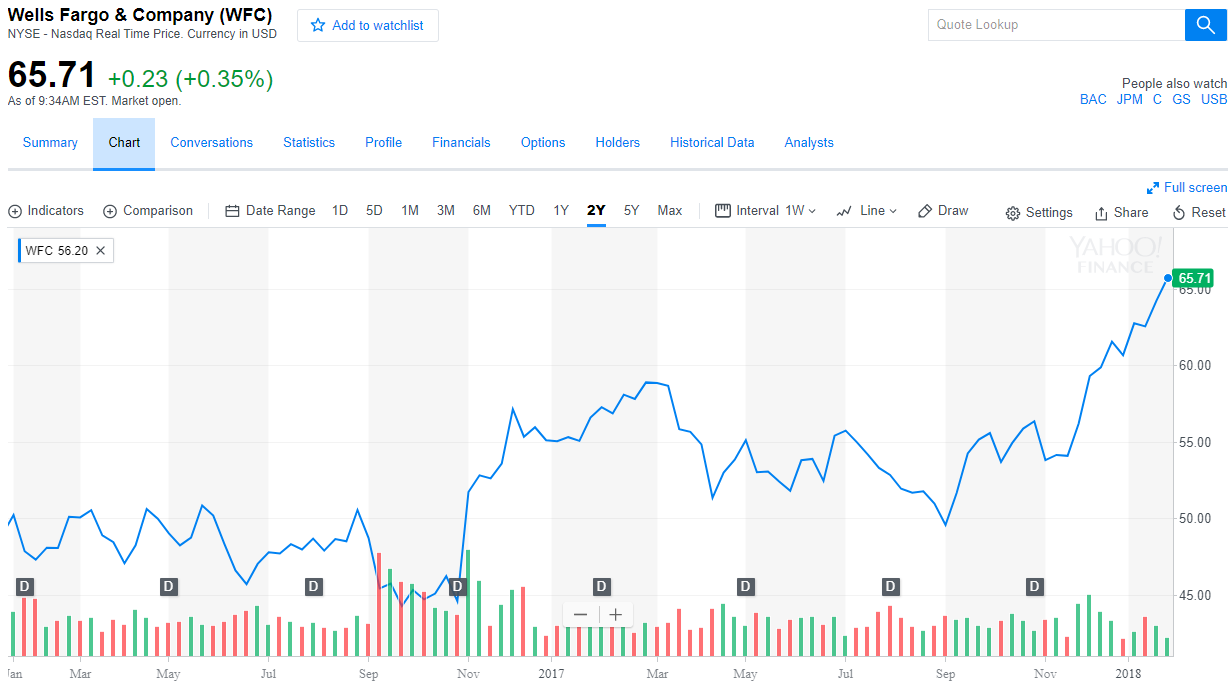 Wells Fargo & Company (WFC)
NYSE - Nasdaq Real Time Price. Currency in USD
Add to watchlist
Quote Lookup
65.71 +0.23 (+0.35%)
As of 9:34AM EST. Market open.
People also watch
BAC JPM C GS USB
Summary Chart Conversations Statistics Profile Financials Options Holders Historical Data Analysts
Full screen
Indicators Comparison Date Range 1D 5D 1M 3M 6M YTD 1Y 2Y 5Y Max Interval 1W Line Draw Settings Share Reset
WFC 56.20
YAHOO!
FINANCE
65.71
65.00
60.00
55.00
50.00
D D D D D D D D
45.00
Jan Mar May Jul Sep Nov 2017 Mar May Jul Sep Nov 2018